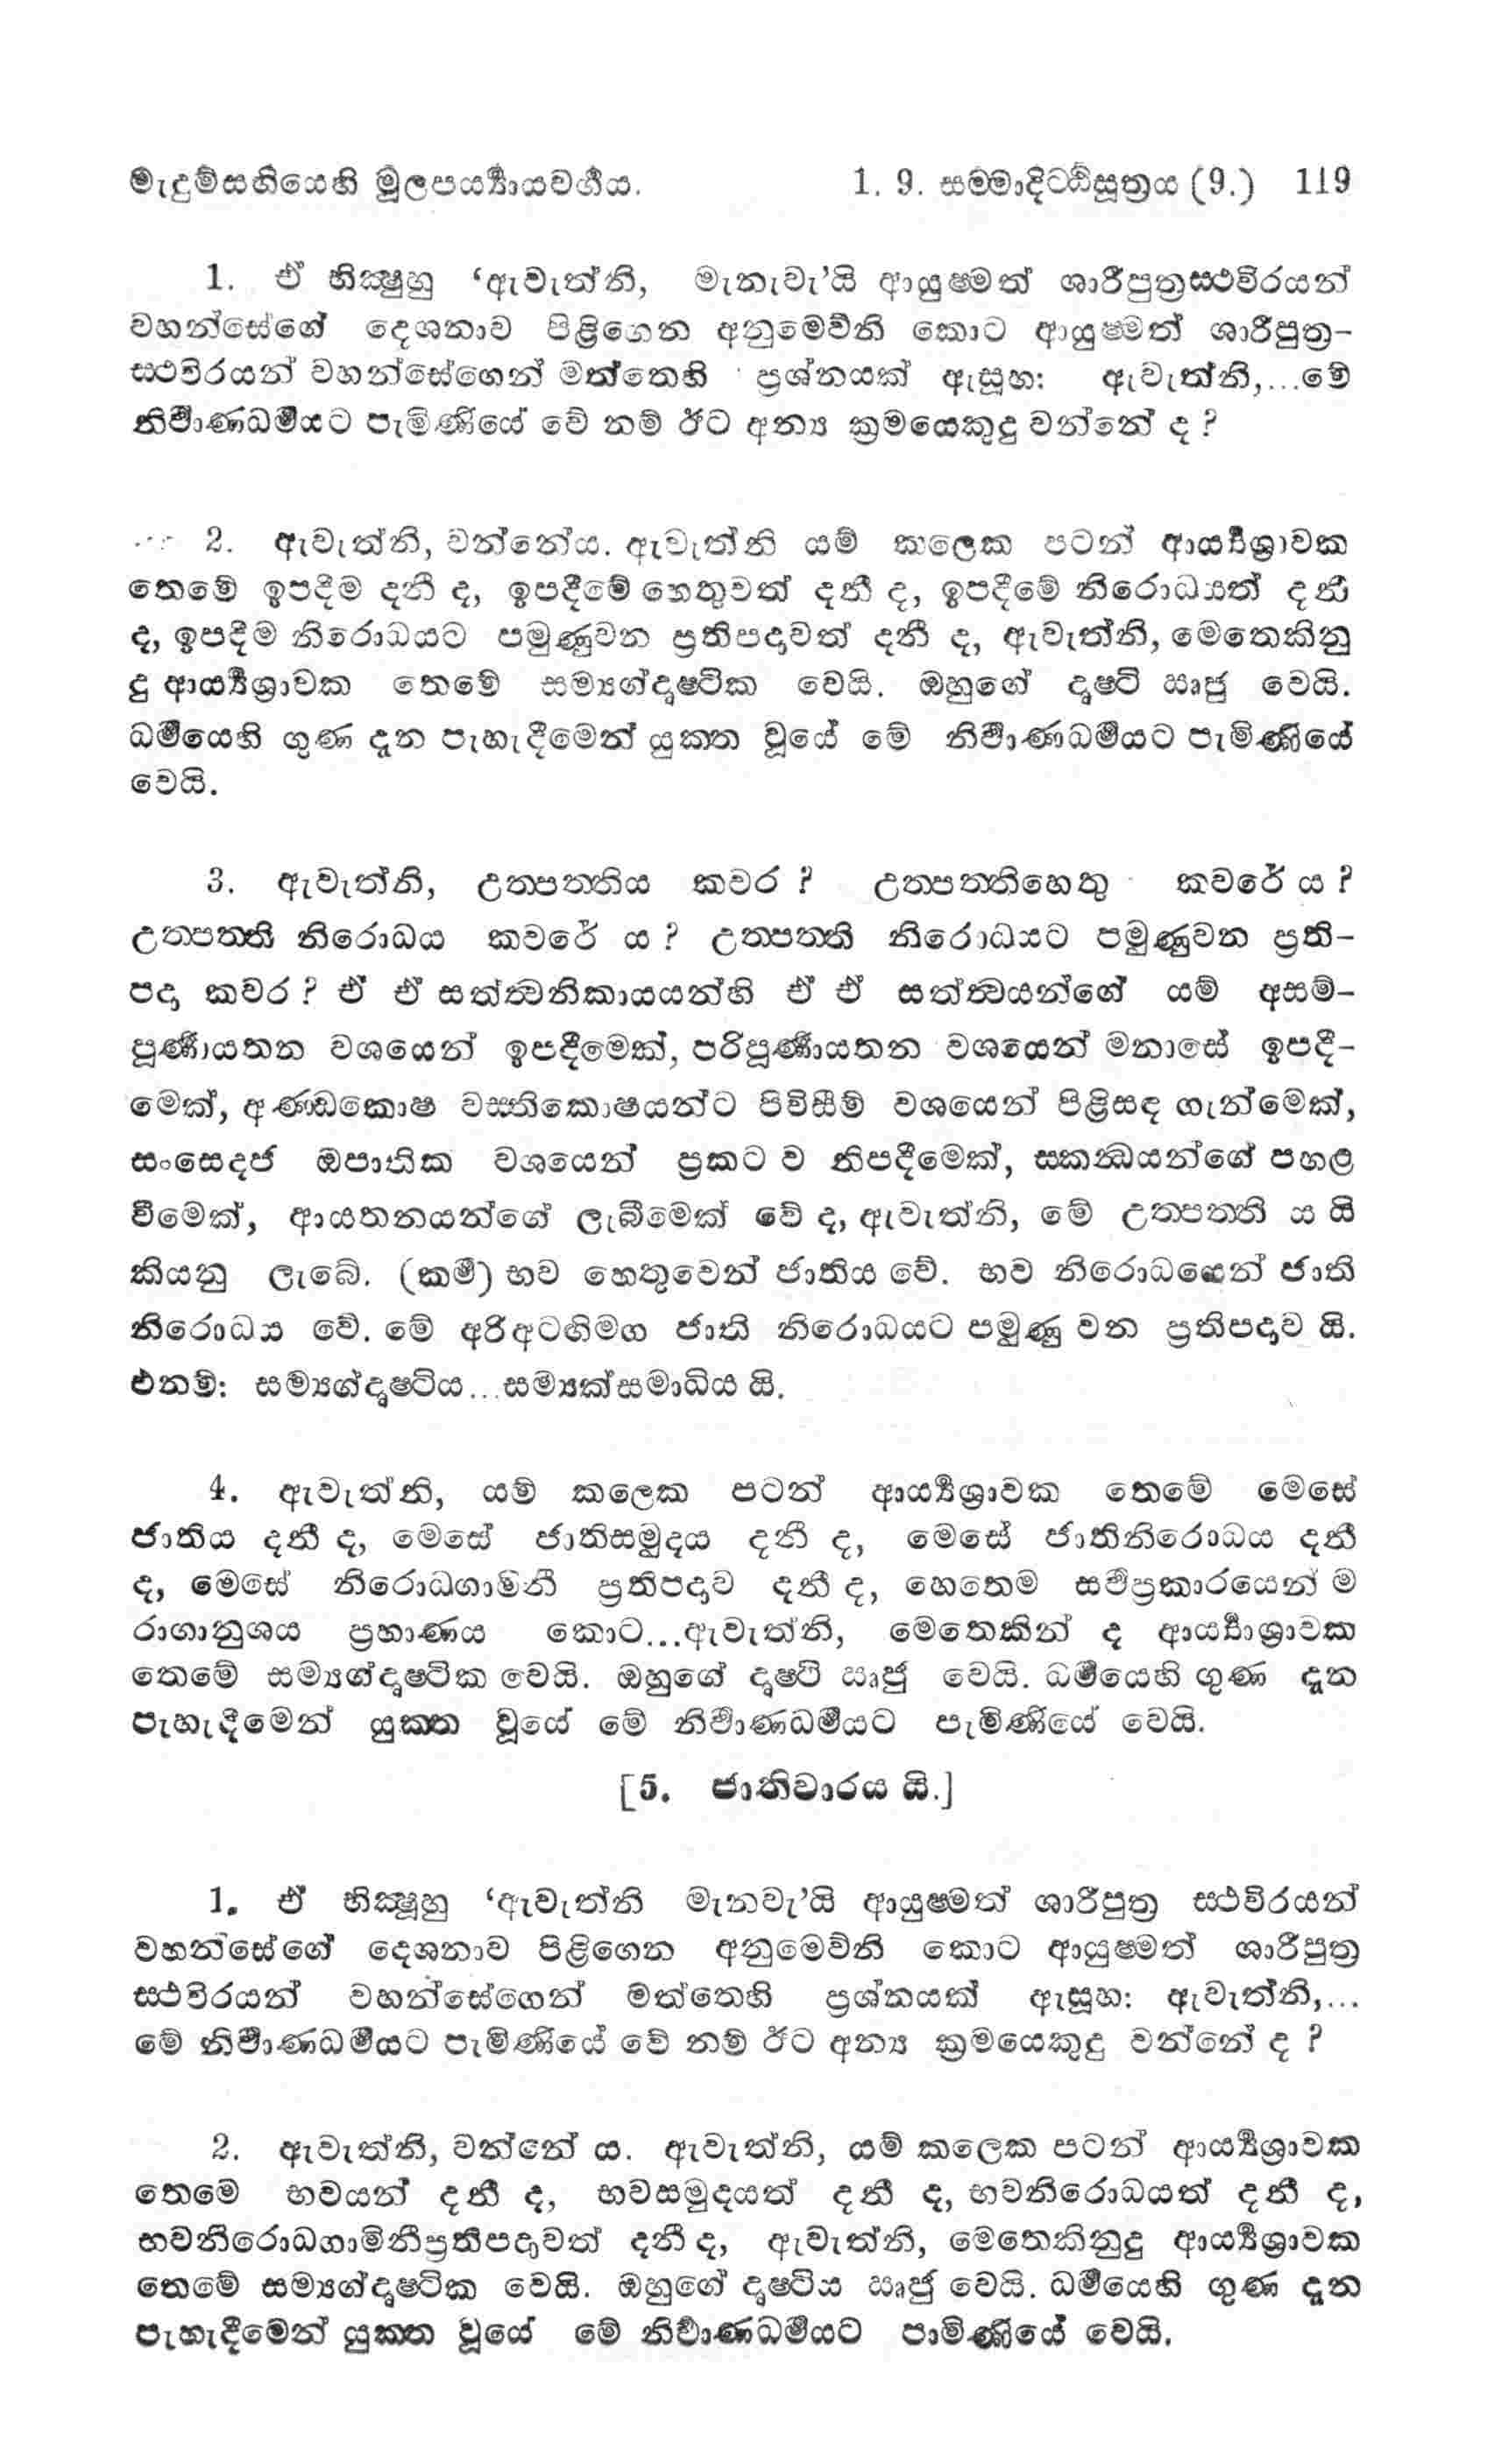 මැදුම්සඟියෙහි මූලපර්‍ය්‍යායවර්‍ගය. 1. 9. සම්මාදිට්ඨිසූත්‍රය (9.) 119
1. ඒ භික්‍ෂුහු ‘ඇවැත්නි, මැනැවැ’යි ආයුෂ්මත් ශාරීපුත්‍රස්ථවිරයන්
වහන්සේගේ දෙශනාව පිළිගෙන අනුමෙව්නි කොට ආයුෂ්මත් ශාරීපුත්‍ර-
ස්ථවිරයන් වහන්සේගෙන් මත්තෙහි ප්‍රශ්නයක් ඇසූහ: ඇවැත්නි,...මේ
නිර්‍වාණධර්‍මයට පැමිණියේ වේ නම් ඊට අන්‍ය ක්‍රමයෙකුදු වන්නේ ද ?
2. ඇවැත්නි, වන්නේය. ඇවැත්නි යම් කලෙක පටන් ආර්‍ය්‍යශ්‍රාවක
තෙමේ ඉපදීම දනී ද, ඉපදීමේ හෙතුවත් දනී ද, ඉපදීමේ නිරොධයත් දනී
ද, ඉපදීම නිරොධයට පමුණුවන ප්‍රතිපදාවත් දනී ද, ඇවැත්නි, මෙතෙකිනු
දු ආර්‍ය්‍යශ්‍රාවක තෙමේ සම්‍යග්දෘෂ්ටික වෙයි. ඔහුගේ දෘෂ්ටි ඍජු වෙයි.
ධර්‍මයෙහි ගුණ දැන පැහැදීමෙන් යුක්ත වූයේ මේ නිර්‍වාණධර්‍මයට පැමිණියේ
වෙයි.
3. ඇවැත්නි, උත්පත්තිය කවර ? උත්පත්තිහෙතු කවරේ ය ?
උත්පත්ති නිරොධය කවරේ ය ? උත්පත්ති නිරොධයට පමුණුවන ප්‍රති-
පදා කවර ? ඒ ඒ සත්ත්වනිකායයන්හි ඒ ඒ සත්ත්වයන්ගේ යම් අසම්-
පූර්‍ණායතන වශයෙන් ඉපදීමෙක්, පරිපූර්‍ණායතන වශයෙන් මනාසේ ඉපදී-
මෙක්, අණ්ඩකොෂ වස්තිකොෂයන්ට පිවිසීම් වශයෙන් පිළිසඳ ගැන්මෙක්,
සංසෙදජ ඔපාතික වශයෙන් ප්‍රකට ව නිපදීමෙක්, ස්කන්‍ධයන්ගේ පහළ
වීමෙක්, ආයතනයන්ගේ ලැබීමෙක් වේ ද, ඇවැත්නි, මේ උත්පත්ති ය යි
කියනු ලැබේ. (කර්‍ම) භව හෙතුවෙන් ජාතිය වේ. භව නිරොධයෙන් ජාති
නිරොධය වේ. මේ අරිඅටඟිමග ජාති නිරොධයට පමුණු වන ප්‍රතිපදාව යි.
එනම්: සම්‍යග්දෘෂ්ටිය...සම්‍යක්සමාධිය යි.
4. ඇවැත්නි, යම් කලෙක පටන් ආර්‍ය්‍යශ්‍රාවක තෙමේ මෙසේ
ජාතිය දනී ද, මෙසේ ජාතිසමුදය දනී ද, මෙසේ ජාතිනිරොධය දනී
ද, මෙසේ නිරොධගාමිනී ප්‍රතිපදාව දනී ද, හෙතෙම සර්‍වප්‍රකාරයෙන් ම
රාගානුශය ප්‍රහාණය කොට...ඇවැත්නි, මෙතෙකින් ද ආර්‍ය්‍යාශ්‍රාවක
තෙමේ සම්‍යග්දෘෂ්ටික වෙයි. ඔහුගේ දෘෂ්ටි ඍජු වෙයි. ධර්‍මයෙහි ගුණ දැන
පැහැදීමෙන් යුක්ත වූයේ මේ නිර්‍වාණධර්‍මයට පැමිණියේ වෙයි.
[5. ජාතිවාරය යි.]
1. ඒ භික්‍ෂූහු ‘ඇවැත්නි මැනවැ’යි ආයුෂ්මත් ශාරීපුත්‍ර ස්ථවිරයන්
වහන්සේගේ දෙශනාව පිළිගෙන අනුමෙව්නි කොට ආයුෂ්මත් ශාරීපුත්‍ර
ස්ථවිරයන් වහන්සේගෙන් මත්තෙහි ප්‍රශ්නයක් ඇසූහ: ඇවැත්නි,...
මේ නිර්‍වාණධර්‍මයට පැමිණියේ වේ නම් ඊට අන්‍ය ක්‍රමයෙකුදු වන්නේ ද ?
2. ඇවැත්නි, වන්නේ ය. ඇවැත්නි, යම් කලෙක පටන් ආර්‍ය්‍යශ්‍රාවක
තෙමෙ භවයන් දනී ද, භවසමුදයත් දනී ද, භවනිරොධයත් දනී ද,
භවනිරොධගාමිනීප්‍රතිපදාවත් දනී ද, ඇවැත්නි, මෙතෙකිනුදු ආර්‍ය්‍යශ්‍රාවක
තෙමේ සම්‍යග්දෘෂ්ටික වෙයි. ඔහුගේ දෘෂ්ටිය ඍජු වෙයි. ධර්‍මයෙහි ගුණ දැන
පැහැදීමෙන් යුක්ත වූයේ මේ නිර්‍වාණධර්‍මයට පාමිණියේ වෙයි.